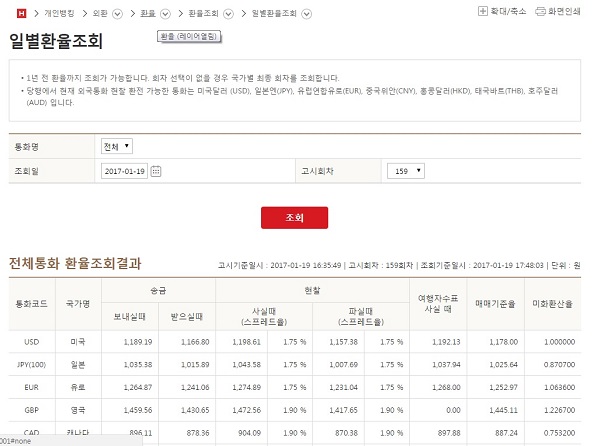 H > 개인뱅킹 > 외환 > 환율 > 환율조회 > 일별환율조회
확대/축소 화면인쇄
환율 (레이어열림)
일별환율조회
• 1년 전 환율까지 조회가 가능합니다. 회차 선택이 없을 경우 국가별 최종 회차를 조회합니다.
• 당행에서 현재 외국통화 현찰 환전 가능한 통화는 미국달러 (USD), 일본엔(JPY), 유럽연합유로(EUR), 중국위안(CNY), 홍콩달러(HKD), 태국바트(THB), 호주달러
(AUD) 입니다.
통화명 전체
조회일 2017-01-19 고시회차 159
조회
전체통화 환율조회결과
고시기준일시 : 2017-01-19 16:35:49 | 고시회차 : 159회차 | 조회기준일시 : 2017-01-19 17:48:03 | 단위 : 원
통화코드 국가명 송금 현찰 여행자수표 사실 때 매매기준율 미화환산율
보내실때 받으실때 사실때 (스프레드율) 파실때 (스프레드율)
USD 미국 1,189.19 1,166.80 1,198.61 1.75 % 1,157.38 1.75 % 1,192.13 1,178.00 1.000000
JPY(100) 일본 1,035.38 1,015.89 1,043.58 1.75 % 1,007.69 1.75 % 1,037.94 1,025.64 0.870700
EUR 유로 1,264.87 1,241.06 1,274.89 1.75 % 1,231.04 1.75 % 1,268.00 1,252.97 1.063600
GBP 영국 1,459.56 1,430.65 1,472.56 1.90 % 1,417.65 1.90 % 0.00 1,445.11 1.226700
CAD 캐나다 896.11 878.36 904.09 1.90 % 870.38 1.90 % 897.88 887.24 0.753200
001#none